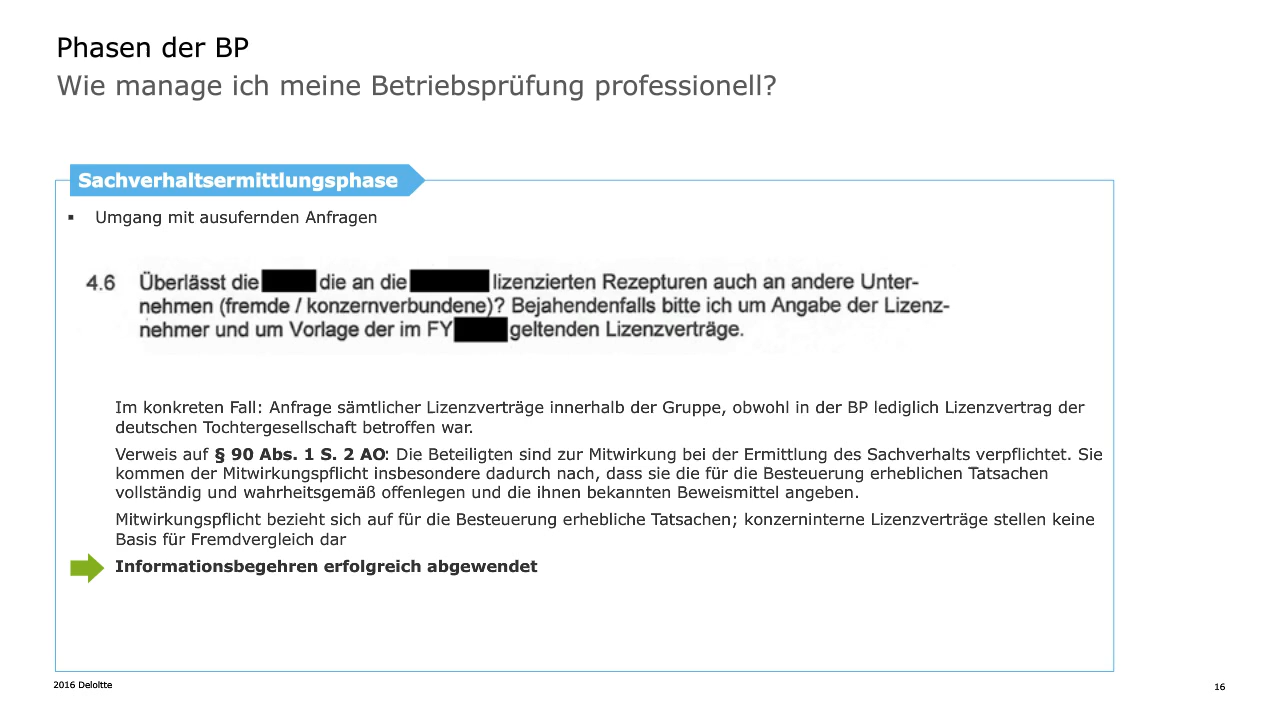 Phasen der BP
Wie manage ich meine Betriebsprüfung professionell?
Sachverhaltsermittlungsphase
▪ Umgang mit ausufernden Anfragen
4.6 Überlässt die die an die lizenzierten Rezepturen auch an andere Unter-
nehmen (fremde / konzernverbundene)? Bejahendenfalls bitte ich um Angabe der Lizenz-
nehmer und um Vorlage der im FY geltenden Lizenzverträge.
Im konkreten Fall: Anfrage sämtlicher Lizenzverträge innerhalb der Gruppe, obwohl in der BP lediglich Lizenzvertrag der
deutschen Tochtergesellschaft betroffen war.
Verweis auf § 90 Abs. 1 S. 2 AO: Die Beteiligten sind zur Mitwirkung bei der Ermittlung des Sachverhalts verpflichtet. Sie
kommen der Mitwirkungspflicht insbesondere dadurch nach, dass sie die für die Besteuerung erheblichen Tatsachen
vollständig und wahrheitsgemäß offenlegen und die ihnen bekannten Beweismittel angeben.
Mitwirkungspflicht bezieht sich auf für die Besteuerung erhebliche Tatsachen; konzerninterne Lizenzverträge stellen keine
Basis für Fremdvergleich dar
Informationsbegehren erfolgreich abgewendet
2016 Deloitte
16